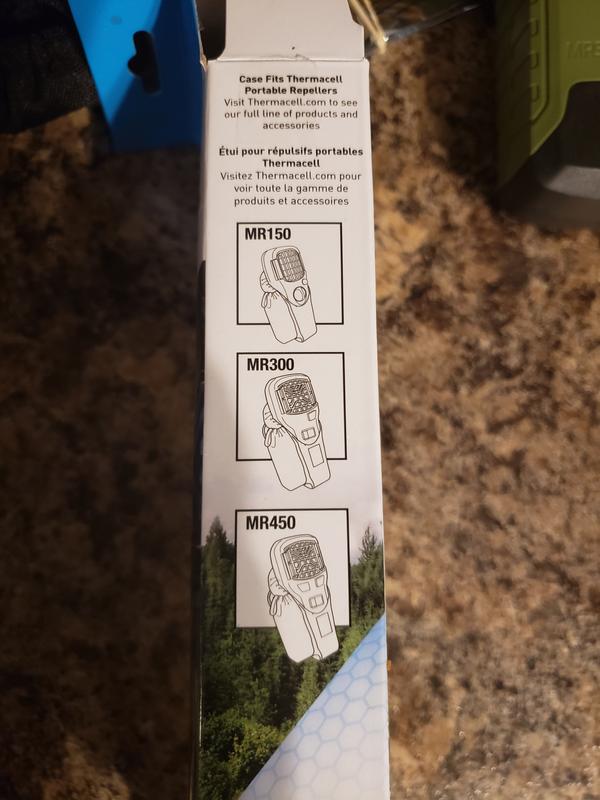 Case Fits Thermacell
Portable Repellers
Visit Thermacell.com to see
our full line of products and
accessories
Étui pour répulsifs portables
Thermacell
Visitez Thermacell.com pour
voir toute la gamme de
produits et accessoires
MR150
MR300
MR450